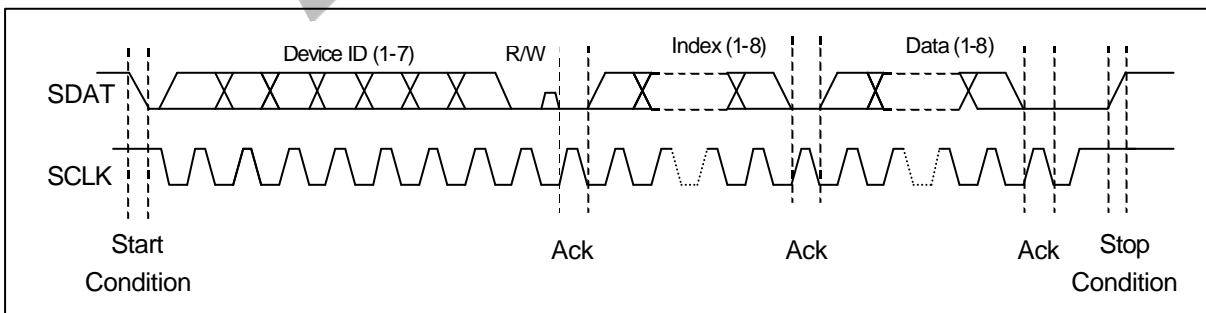 Device ID (1-7)
R/W
Index (1-8)
Data (1-8)
SDAT
SCLK
Start
Condition
Ack
Ack
Ack
Stop
Condition